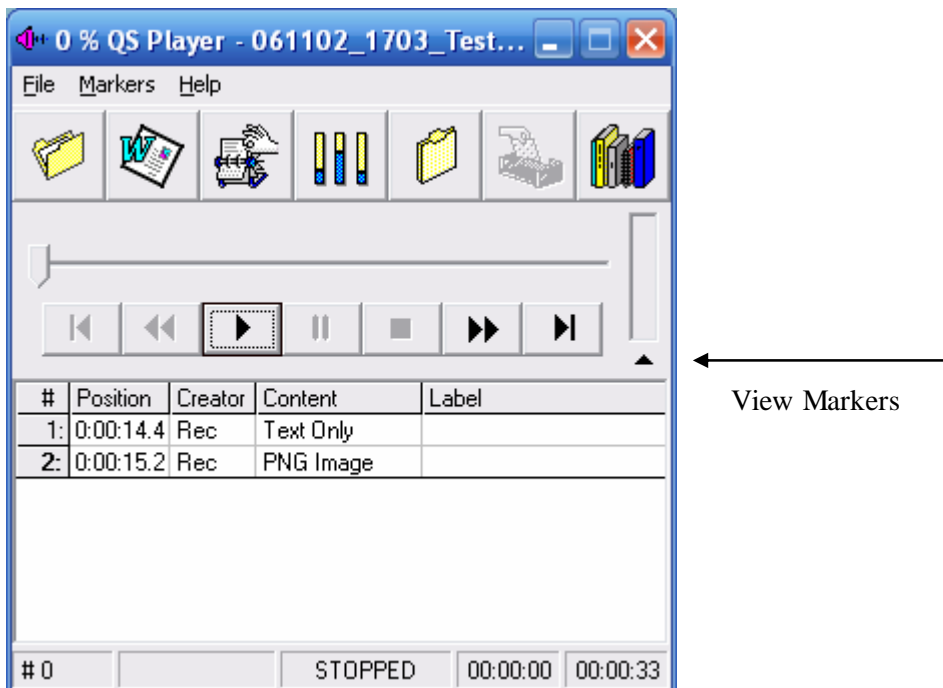 0 % QS Player - 061102_1703_Test...
File Markers Help
W
# Position Creator Content Label
1: 0:00:14.4 Rec Text Only
2: 0:00:15.2 Rec PNG Image
# 0 STOPPED 00:00:00 00:00:33
View Markers